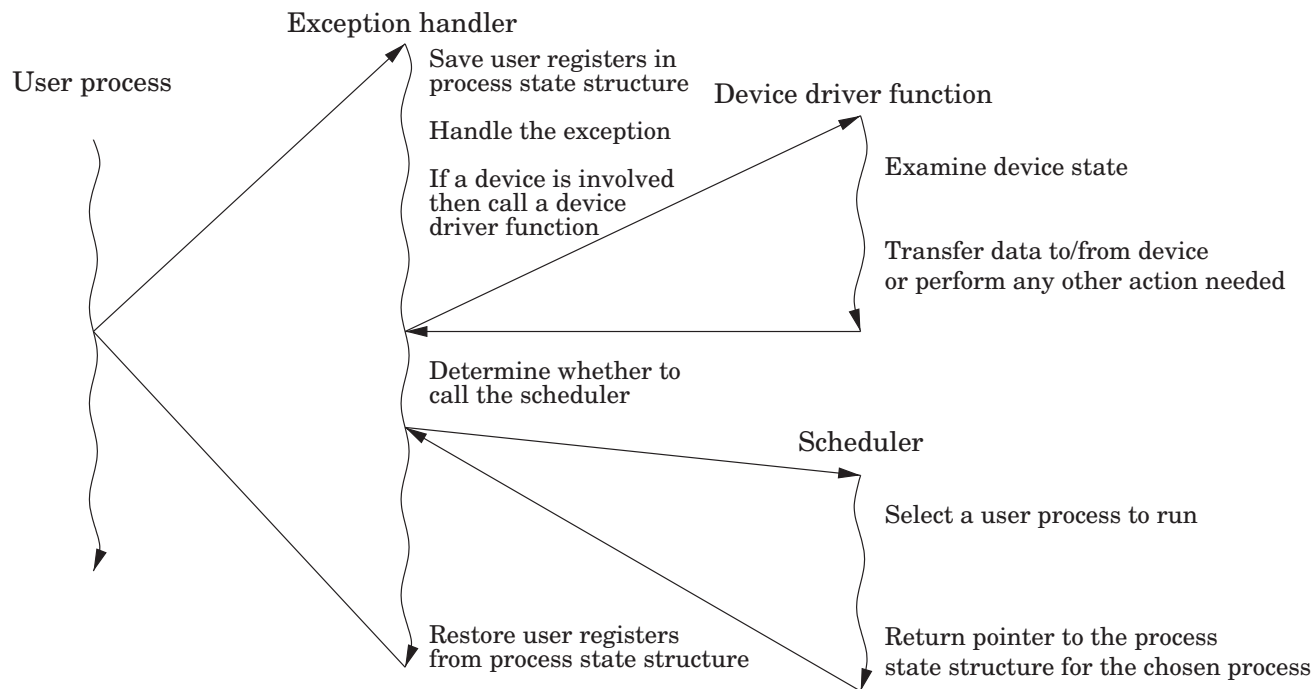 Exception handler
User process
Save user registers in
process state structure
Handle the exception
If a device is involved
then call a device
driver function
Device driver function
Examine device state
Transfer data to/from device
or perform any other action needed
Determine whether to
call the scheduler
Scheduler
Select a user process to run
Return pointer to the process
state structure for the chosen process
Restore user registers
from process state structure